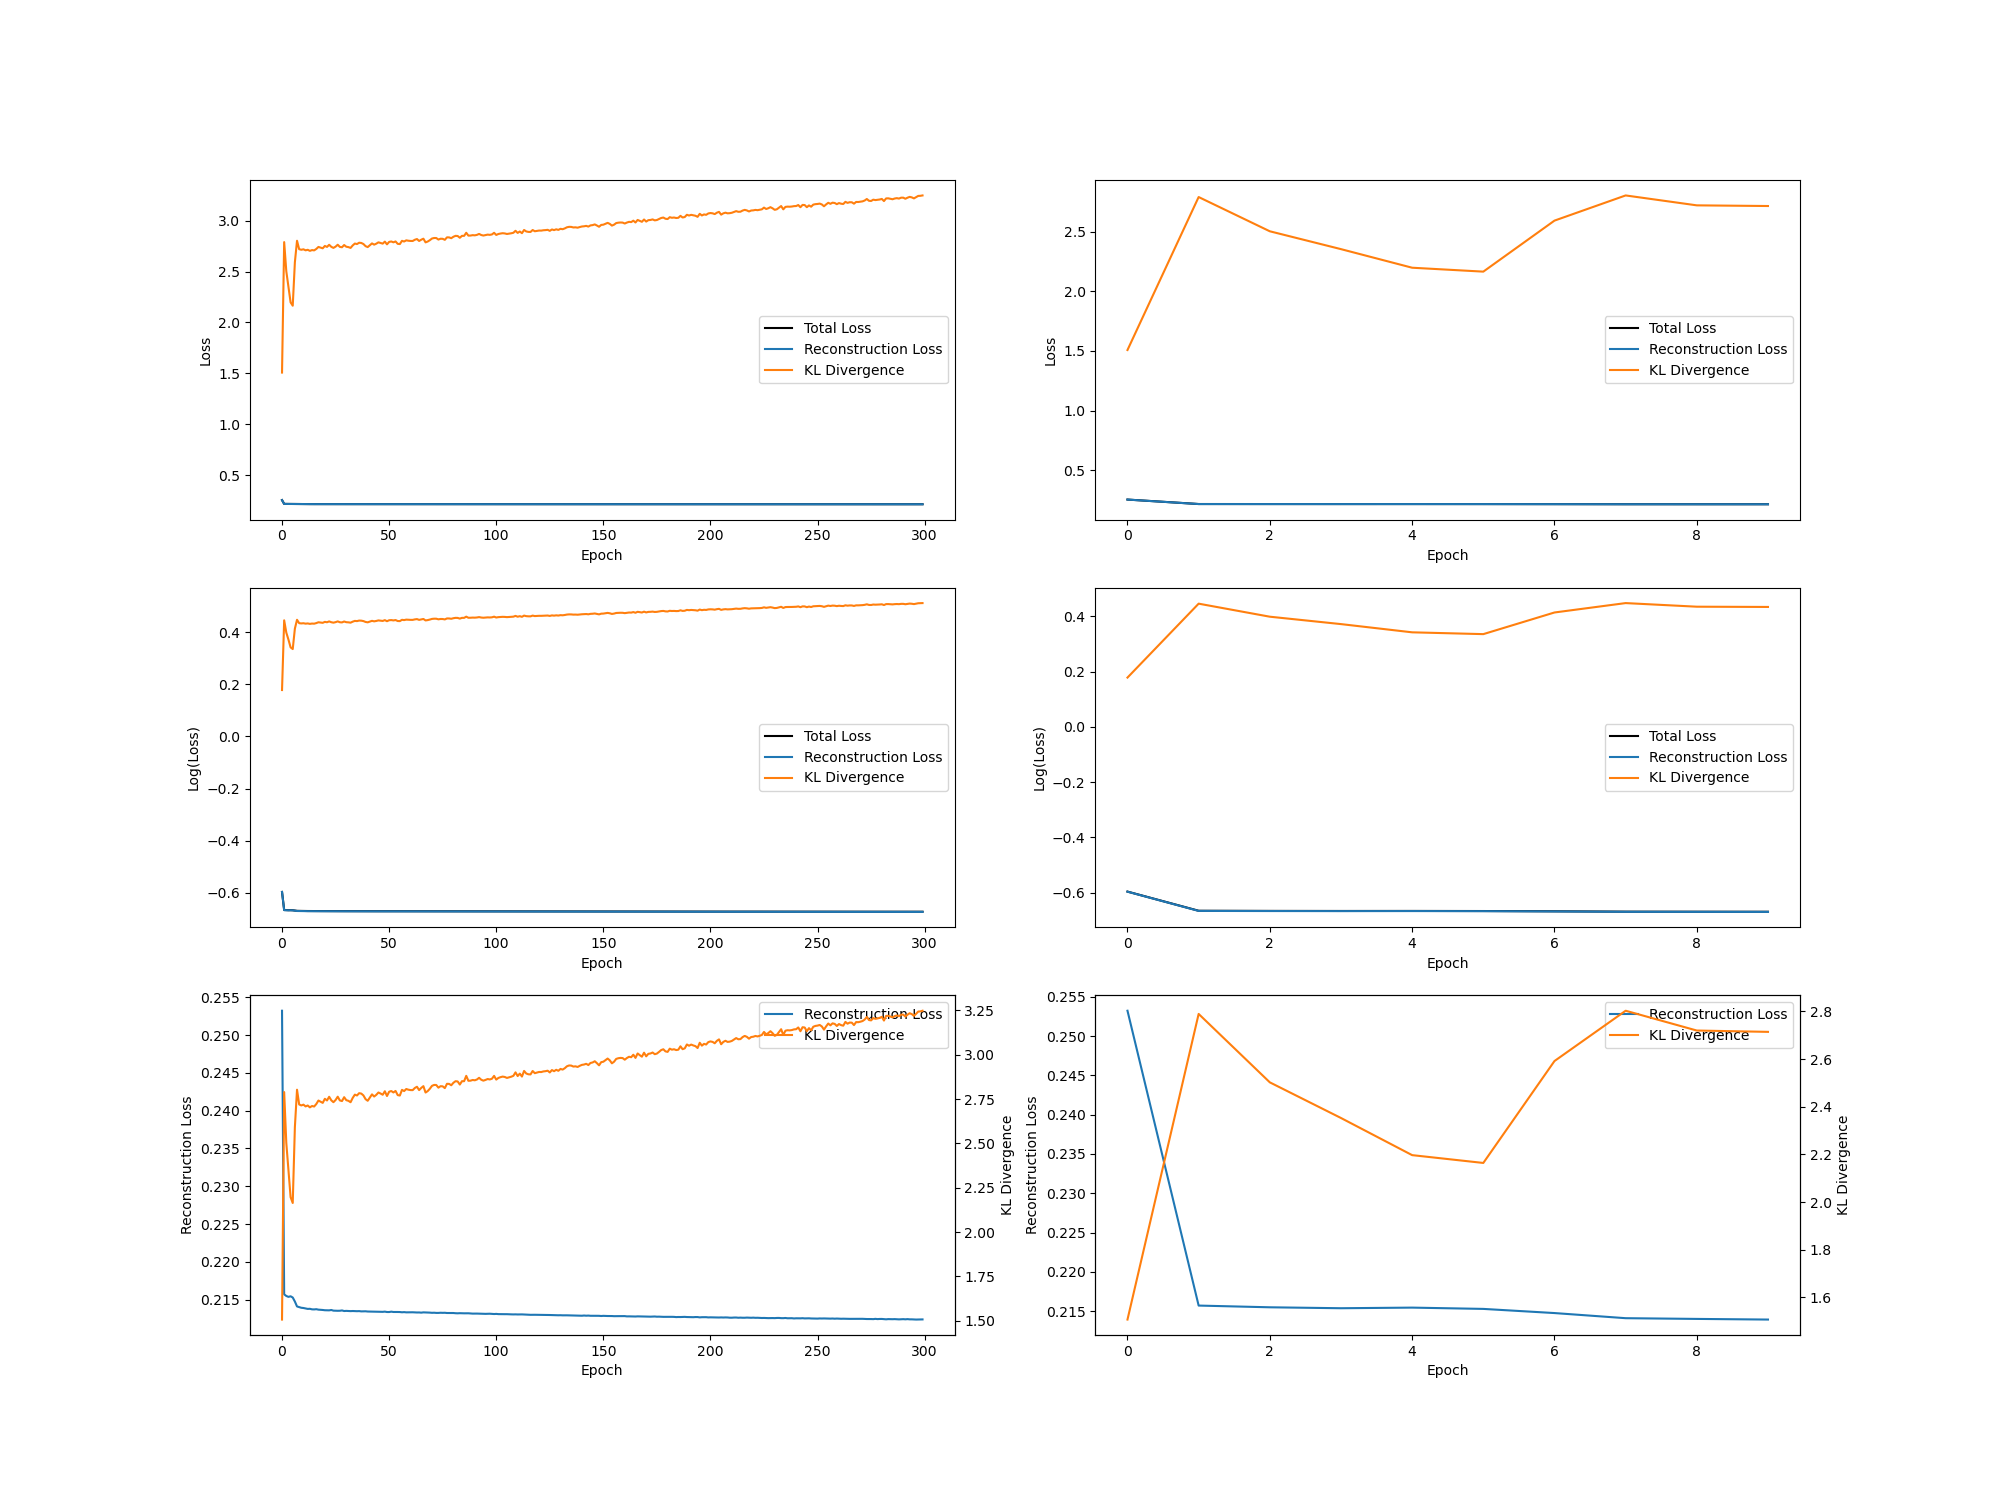 3.0
2.5
2.0
1.5
1.0
0.5
Loss
Total Loss
Reconstruction Loss
KL Divergence
0 50 100 150 200 250 300
Epoch
2.5
2.0
1.5
1.0
0.5
Loss
Total Loss
Reconstruction Loss
KL Divergence
0 2 4 6 8
Epoch
0.4
0.2
0.0
−0.2
−0.4
−0.6
Log(Loss)
Total Loss
Reconstruction Loss
KL Divergence
0 50 100 150 200 250 300
Epoch
0.4
0.2
0.0
−0.2
−0.4
−0.6
Log(Loss)
Total Loss
Reconstruction Loss
KL Divergence
0 2 4 6 8
Epoch
0.255
0.250
0.245
0.240
0.235
0.230
0.225
0.220
0.215
Reconstruction Loss
Reconstruction Loss
KL Divergence
3.25
3.00
2.75
2.50
2.25
2.00
1.75
1.50
KL Divergence
0 50 100 150 200 250 300
Epoch
0.255
0.250
0.245
0.240
0.235
0.230
0.225
0.220
0.215
Reconstruction Loss
Reconstruction Loss
KL Divergence
2.8
2.6
2.4
2.2
2.0
1.8
1.6
KL Divergence
0 2 4 6 8
Epoch